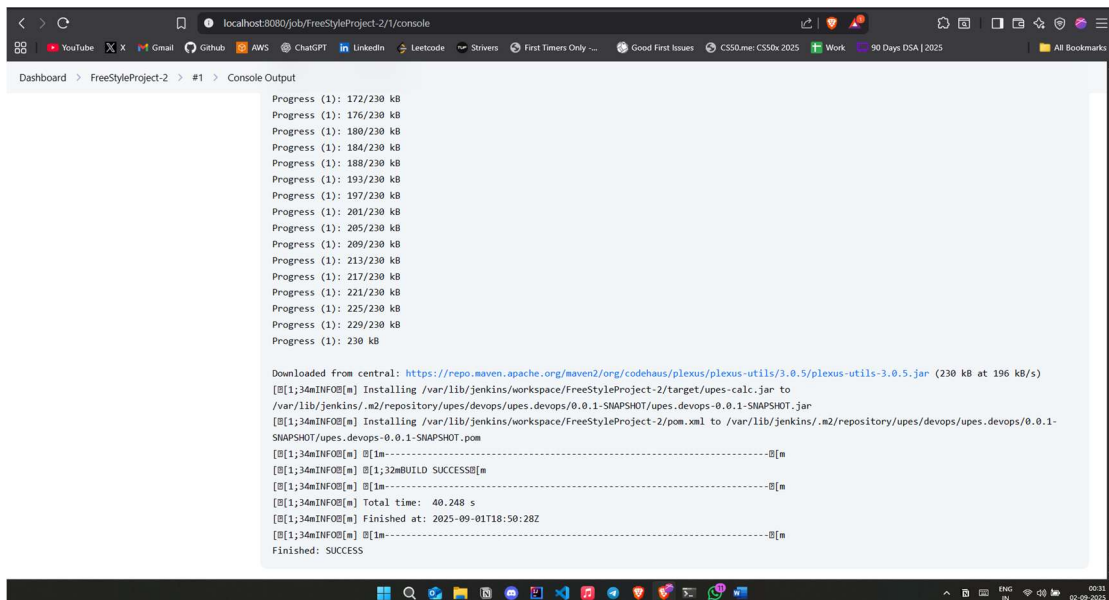 localhost:8080/job/FreeStyleProject-2/1/console
YouTube X Gmail Github AWS ChatGPT LinkedIn Leetcode Strivers First Timers Only -... Good First Issues CS50.me: CS50x 2025 Work 90 Days DSA | 2025 All Bookmarks
Dashboard > FreeStyleProject-2 > #1 > Console Output
Progress (1): 172/230 kB
Progress (1): 176/230 kB
Progress (1): 180/230 kB
Progress (1): 184/230 kB
Progress (1): 188/230 kB
Progress (1): 193/230 kB
Progress (1): 197/230 kB
Progress (1): 201/230 kB
Progress (1): 205/230 kB
Progress (1): 209/230 kB
Progress (1): 213/230 kB
Progress (1): 217/230 kB
Progress (1): 221/230 kB
Progress (1): 225/230 kB
Progress (1): 229/230 kB
Progress (1): 230 kB
Downloaded from central: https://repo.maven.apache.org/maven2/org/codehaus/plexus/plexus-utils/3.0.5/plexus-utils-3.0.5.jar (230 kB at 196 kB/s)
[[1;34mINFO[m] Installing /var/lib/jenkins/workspace/FreeStyleProject-2/target/upes-calc.jar to
/var/lib/jenkins/.m2/repository/upes/devops/upes.devops/0.0.1-SNAPSHOT/upes.devops-0.0.1-SNAPSHOT.jar
[[1;34mINFO[m] Installing /var/lib/jenkins/workspace/FreeStyleProject-2/pom.xml to /var/lib/jenkins/.m2/repository/upes/devops/upes.devops/0.0.1-
SNAPSHOT/upes.devops-0.0.1-SNAPSHOT.pom
[[1;34mINFO[m] [1m------------------------------------------------------------------------[m
[[1;34mINFO[m] [1;32mBUILD SUCCESS[m
[[1;34mINFO[m] [1m------------------------------------------------------------------------[m
[[1;34mINFO[m] Total time:  40.248 s
[[1;34mINFO[m] Finished at: 2025-09-01T18:50:28Z
[[1;34mINFO[m] [1m------------------------------------------------------------------------[m
Finished: SUCCESS
ENG
IN
00:31
02-09-2025